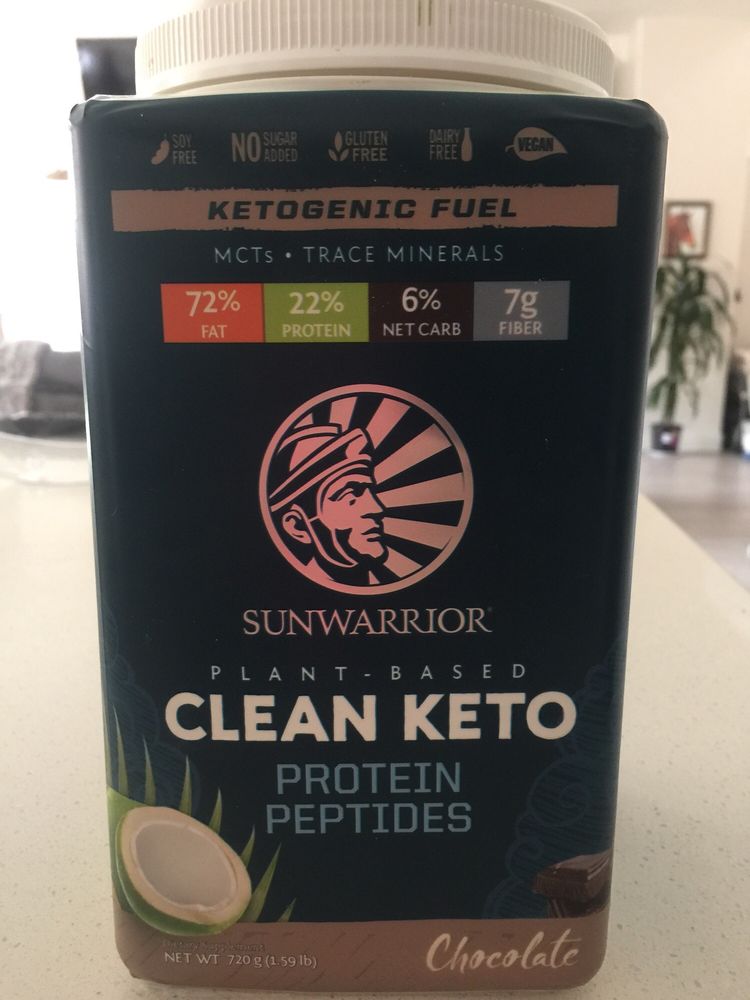 SOY FREE
NO SUGAR ADDED
GLUTEN FREE
DAIRY FREE
VEGAN
KETOGENIC FUEL
MCTs • TRACE MINERALS
72% FAT
22% PROTEIN
6% NET CARB
7g FIBER
SUNWARRIOR®
PLANT-BASED
CLEAN KETO
PROTEIN
PEPTIDES
Dietary Supplement
NET WT 720 g (1.59 lb)
Chocolate